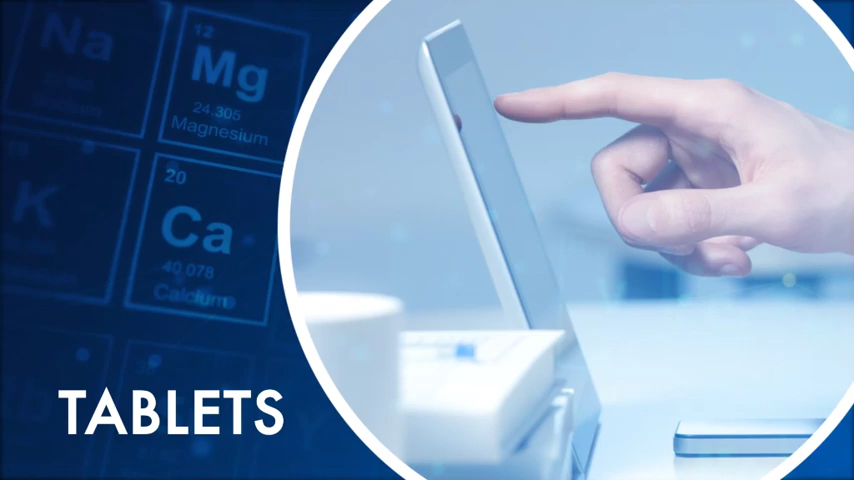 Na
12
Mg
24.305
Magnesium
K
20
Ca
40.078
Calcium
TABLETS